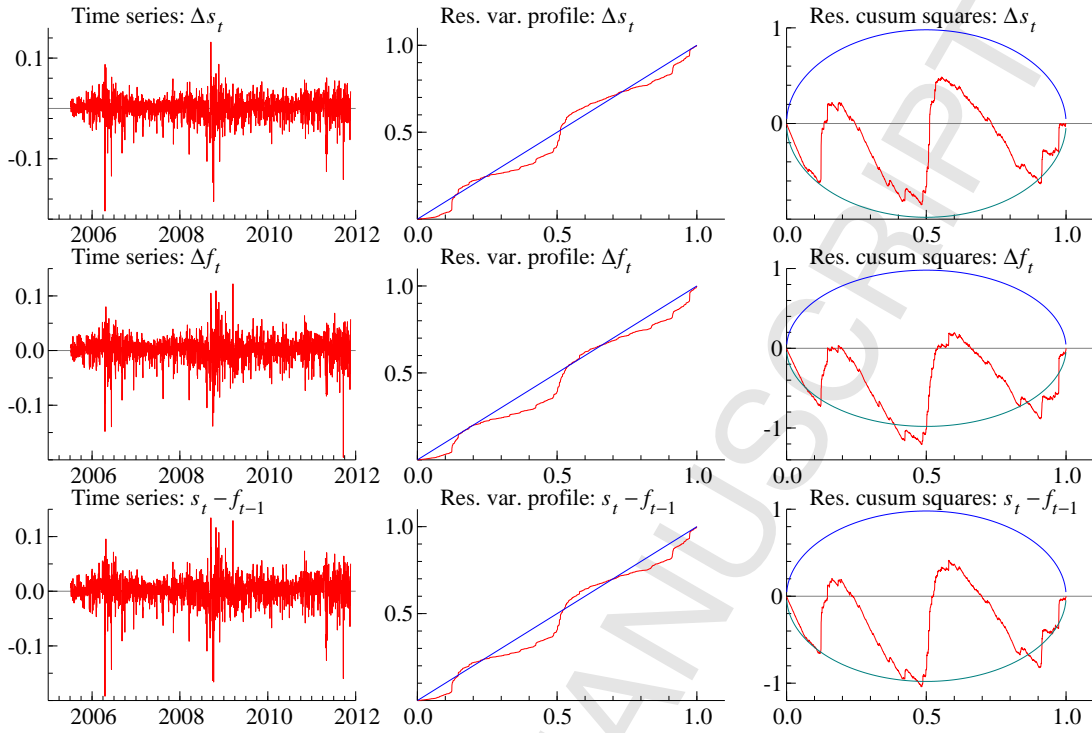 Time series: Δs_t
Res. var. profile: Δs_t
Res. cusum squares: Δs_t
0.1
-0.1
2006 2008 2010 2012
1.0
0.5
0.0 0.5 1.0
1
0
0.0 0.5 1.0
Time series: Δf_t
Res. var. profile: Δf_t
Res. cusum squares: Δf_t
0.1
0.0
-0.1
2006 2008 2010 2012
1.0
0.5
0.0 0.5 1.0
1
0
-1
0.0 0.5 1.0
Time series: s_t − f_{t−1}
Res. var. profile: s_t − f_{t−1}
Res. cusum squares: s_t − f_{t−1}
0.1
0.0
-0.1
2006 2008 2010 2012
1.0
0.5
0.0 0.5 1.0
1
0
-1
0.0 0.5 1.0
ANUSCRIPT